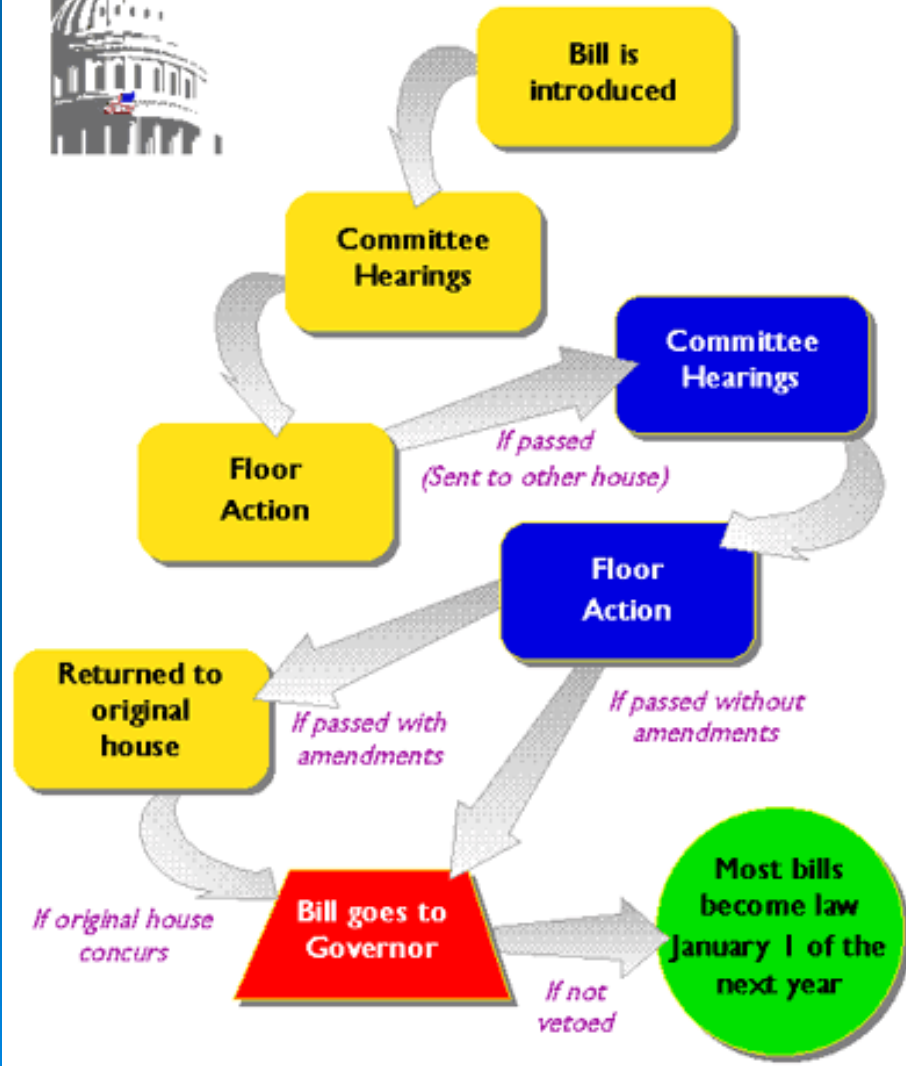 Bill is
introduced
Committee
Hearings
Committee
Hearings
If passed
(Sent to other house)
Floor
Action
Floor
Action
Returned to
original
house
If passed with
amendments
If passed without
amendments
Most bills
become law
January 1 of the
next year
Bill goes to
Governor
If original house
concurs
If not
vetoed